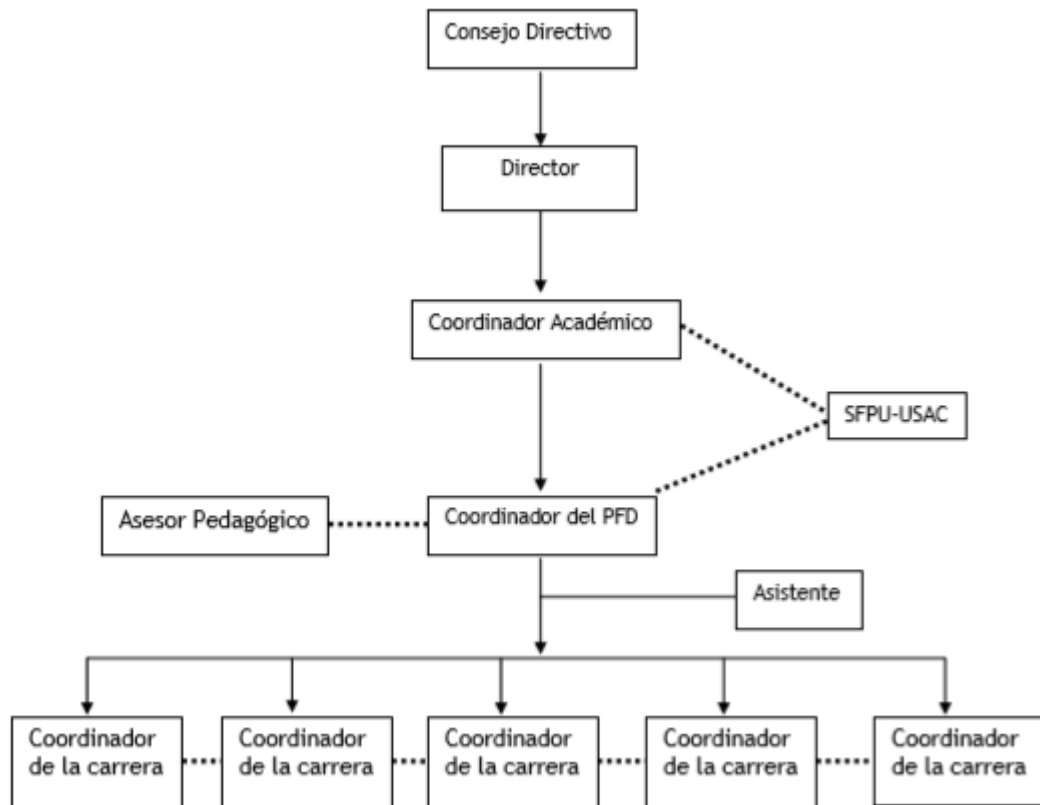 Consejo Directivo
Director
Coordinador Académico
SFPU-USAC
Asesor Pedagógico
Coordinador del PFD
Asistente
Coordinador
de la carrera
Coordinador
de la carrera
Coordinador
de la carrera
Coordinador
de la carrera
Coordinador
de la carrera